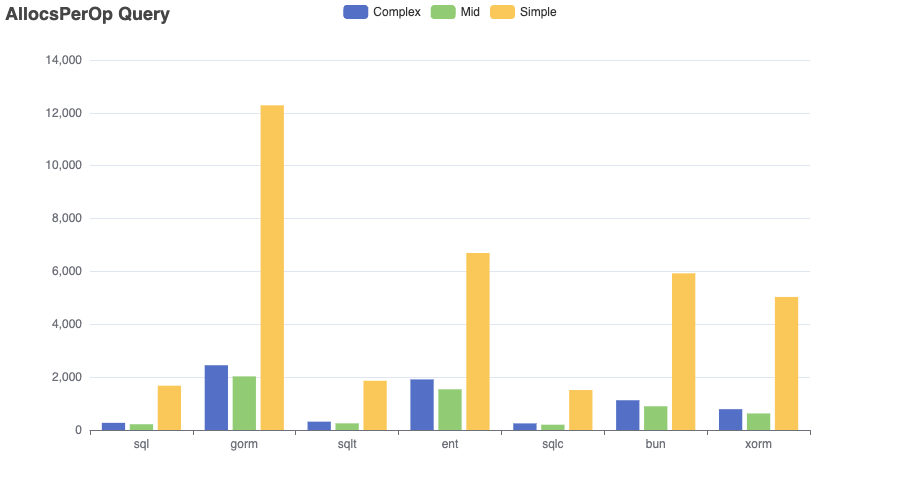 AllocsPerOp Query
Complex Mid Simple
14,000
12,000
10,000
8,000
6,000
4,000
2,000
0
sql gorm sqlt ent sqlc bun xorm